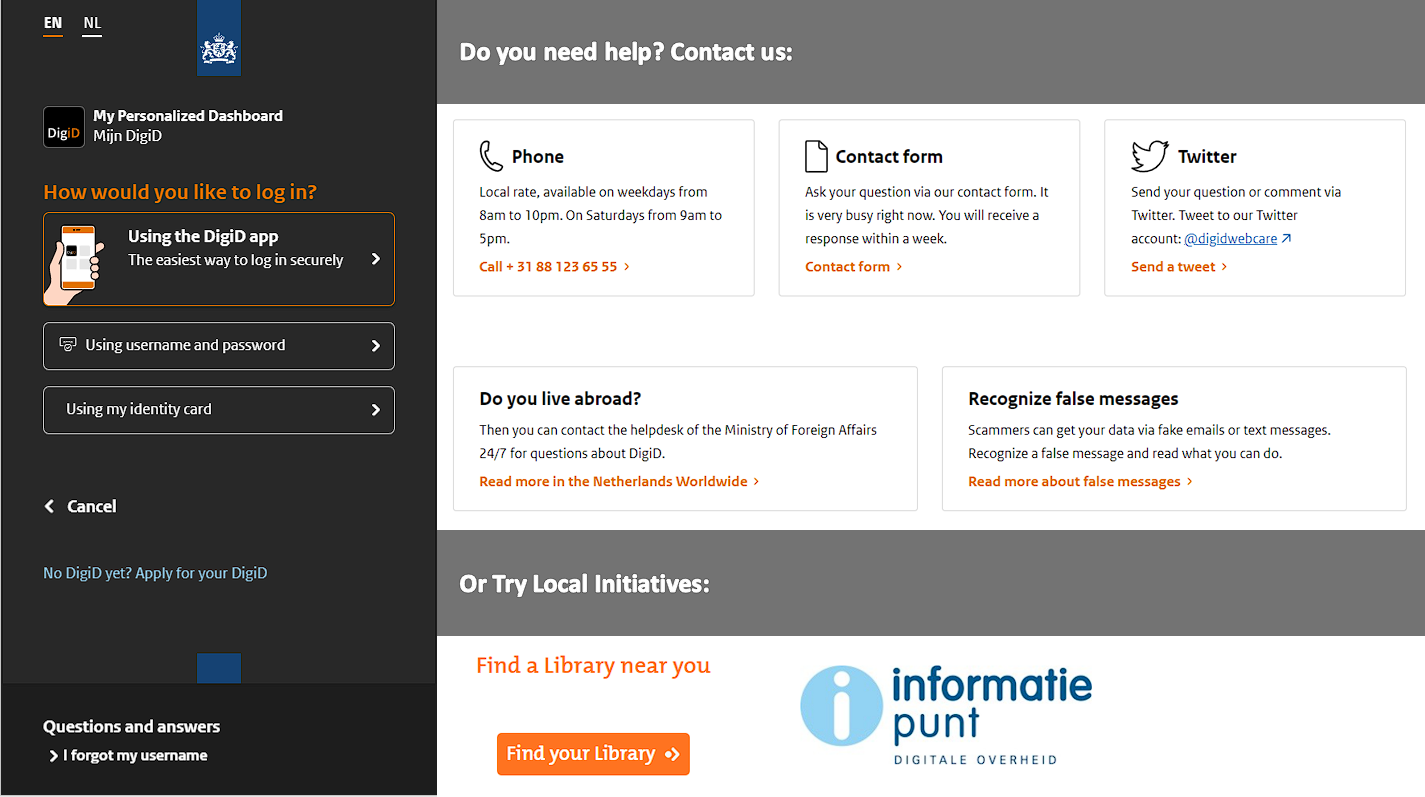 EN NL
DigiD
My Personalized Dashboard
Mijn DigiD
How would you like to log in?
Using the DigiD app
The easiest way to log in securely
Using username and password
Using my identity card
Cancel
No DigiD yet? Apply for your DigiD
Questions and answers
I forgot my username
Do you need help? Contact us:
Phone
Local rate, available on weekdays from
8am to 10pm. On Saturdays from 9am to
5pm.
Call + 31 88 123 65 55
Contact form
Ask your question via our contact form. It
is very busy right now. You will receive a
response within a week.
Contact form
Twitter
Send your question or comment via
Twitter. Tweet to our Twitter
account: @digidwebcare
Send a tweet
Do you live abroad?
Then you can contact the helpdesk of the Ministry of Foreign Affairs
24/7 for questions about DigiD.
Read more in the Netherlands Worldwide
Recognize false messages
Scammers can get your data via fake emails or text messages.
Recognize a false message and read what you can do.
Read more about false messages
Or Try Local Initiatives:
Find a Library near you
Find your Library
informatie
punt
DIGITALE OVERHEID